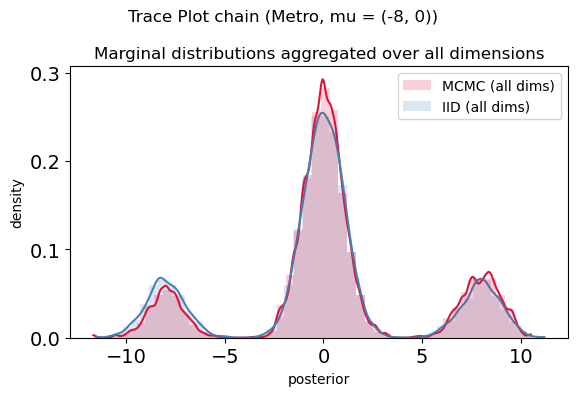 Trace Plot chain (Metro, mu = (-8, 0))
Marginal distributions aggregated over all dimensions
MCMC (all dims)
IID (all dims)
density
0.3
0.2
0.1
0.0
−10
−5
0
5
10
posterior